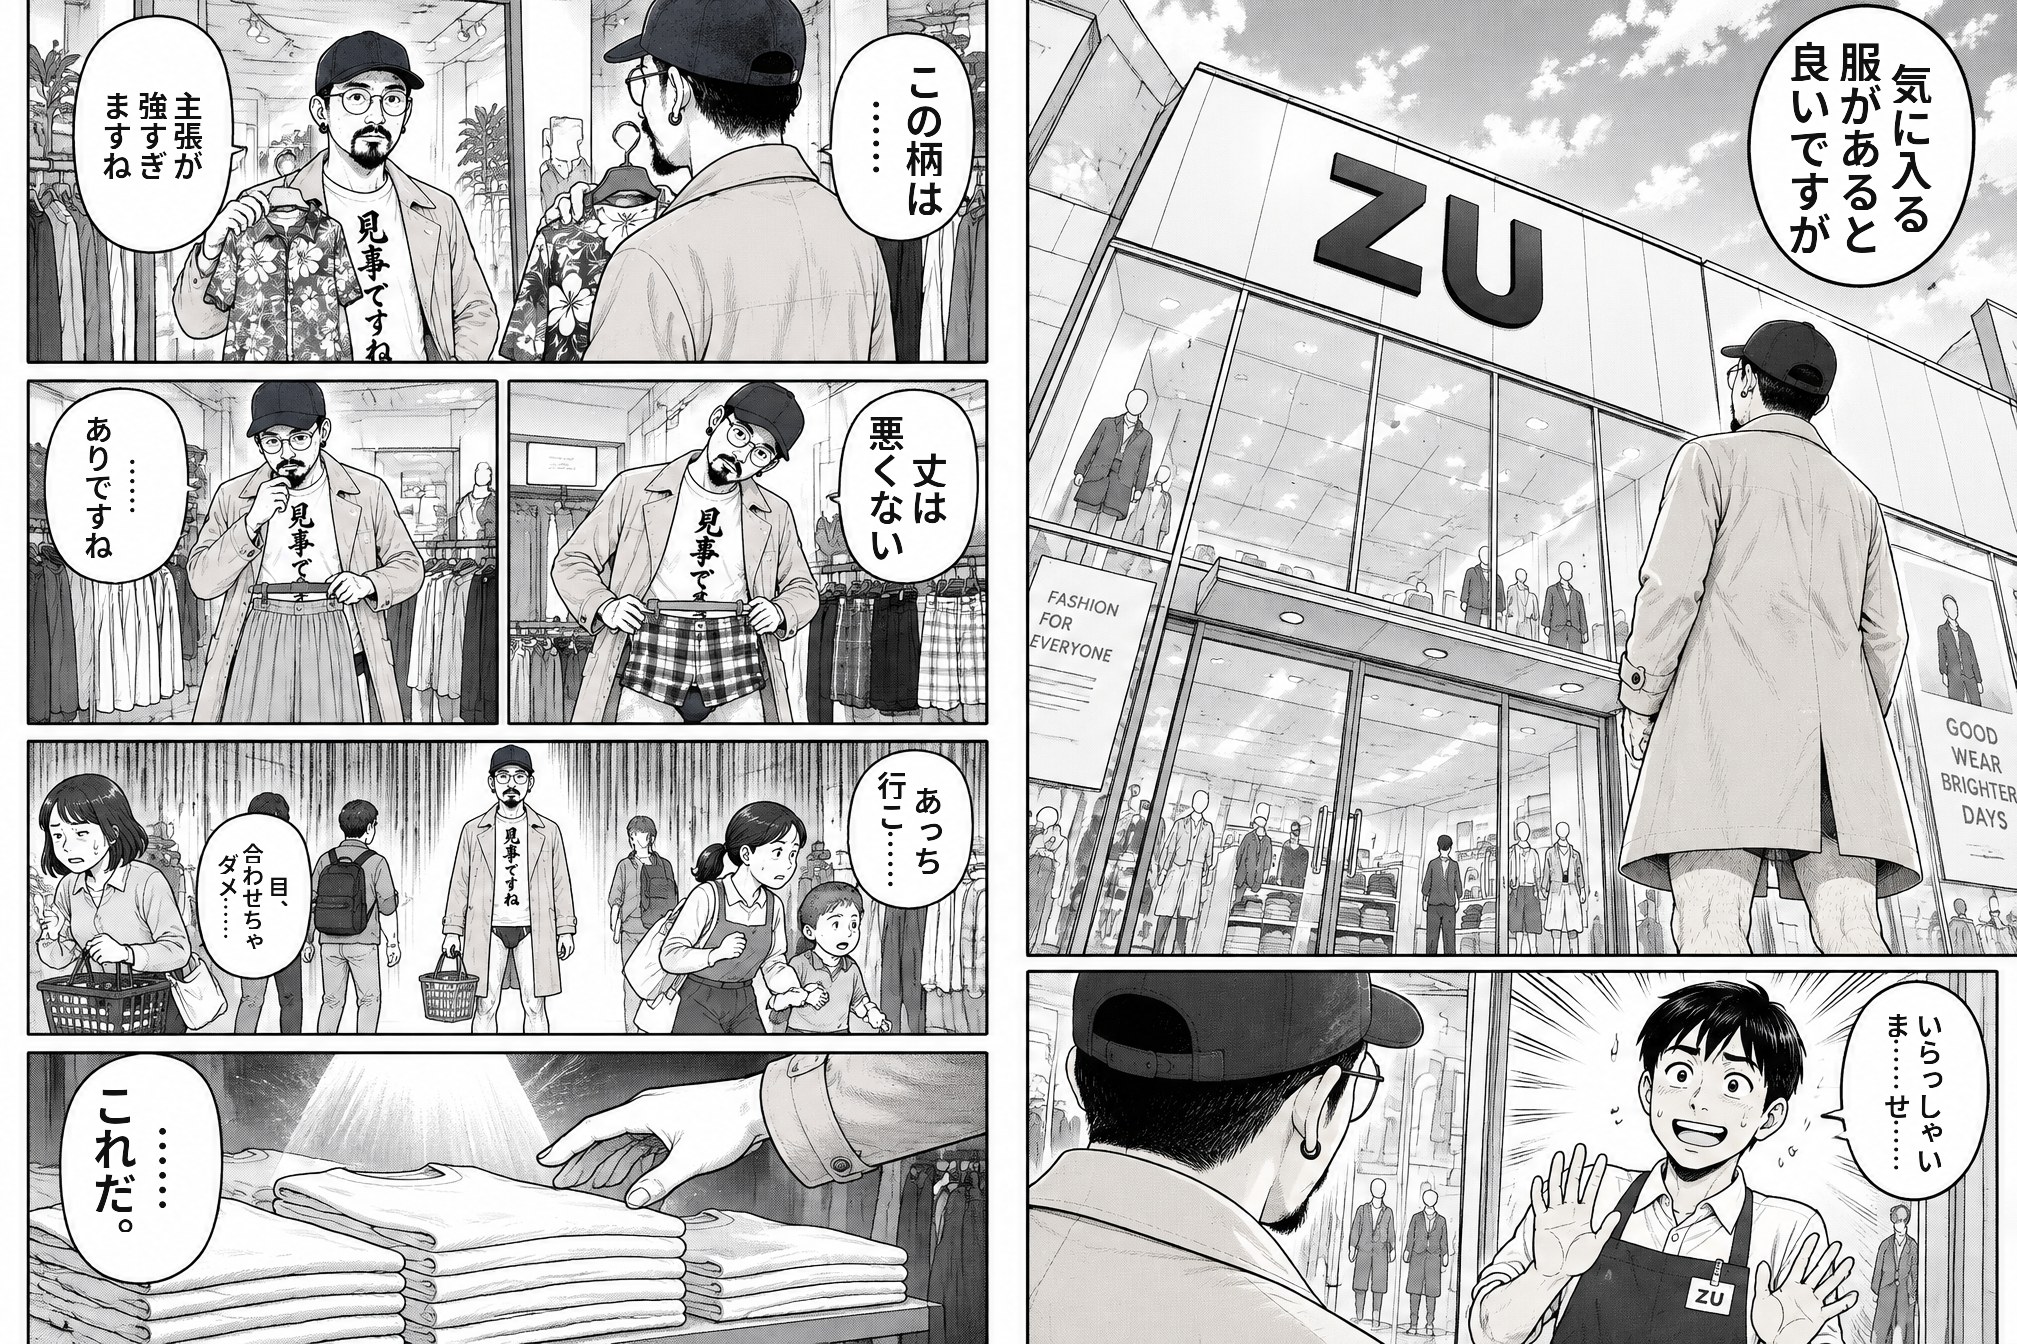 気に入る
服があると
良いですが
ZU
FASHION
FOR
EVERYONE
GOOD
WEAR
BRIGHTER
DAYS
いらっしゃい
ま……せ……
ZU
この柄は
……
主張が
強すぎ
ますね
見事ですね
丈は
悪くない
見事です
……
ありですね
見事で
あっち
行こ……
見事ですね
目、
合わせちゃ
ダメ……
……
これだ。